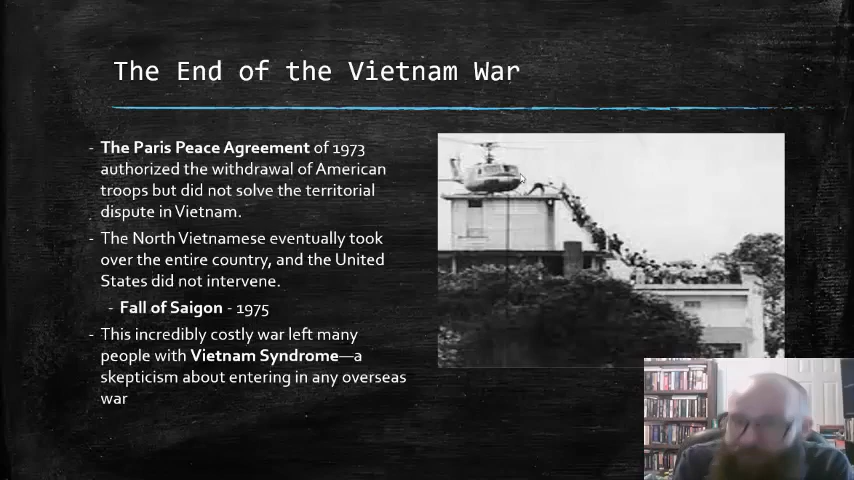 The End of the Vietnam War
- The Paris Peace Agreement of 1973
authorized the withdrawal of American
troops but did not solve the territorial
dispute in Vietnam.
- The North Vietnamese eventually took
over the entire country, and the United
States did not intervene.
- Fall of Saigon - 1975
- This incredibly costly war left many
people with Vietnam Syndrome—a
skepticism about entering in any overseas
war